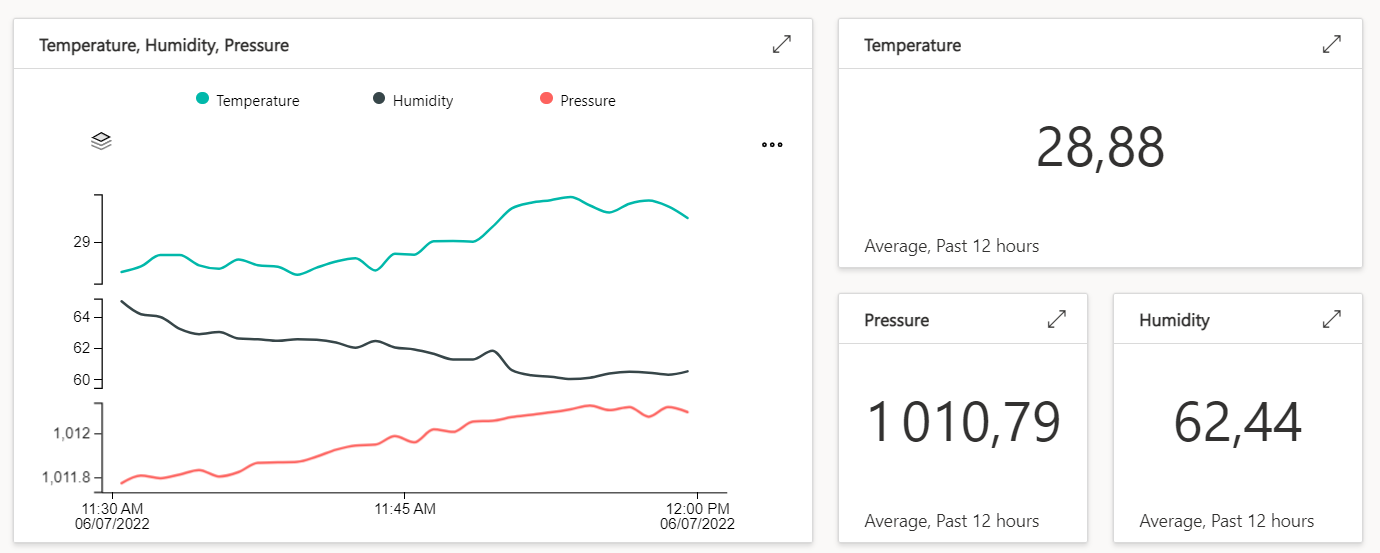 Temperature, Humidity, Pressure
Temperature Humidity Pressure
29
64
62
60
1,012
1,011.8
11:30 AM 11:45 AM 12:00 PM
06/07/2022 06/07/2022
Temperature
28,88
Average, Past 12 hours
Pressure
1 010,79
Average, Past 12 hours
Humidity
62,44
Average, Past 12 hours